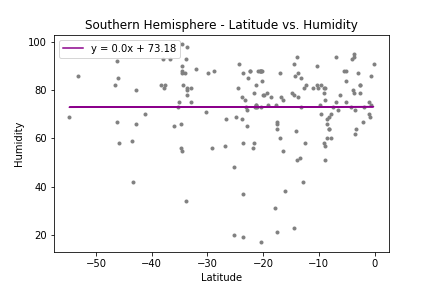 Southern Hemisphere - Latitude vs. Humidity
y = 0.0x + 73.18
100
80
60
40
20
Humidity
−50
−40
−30
−20
−10
0
Latitude